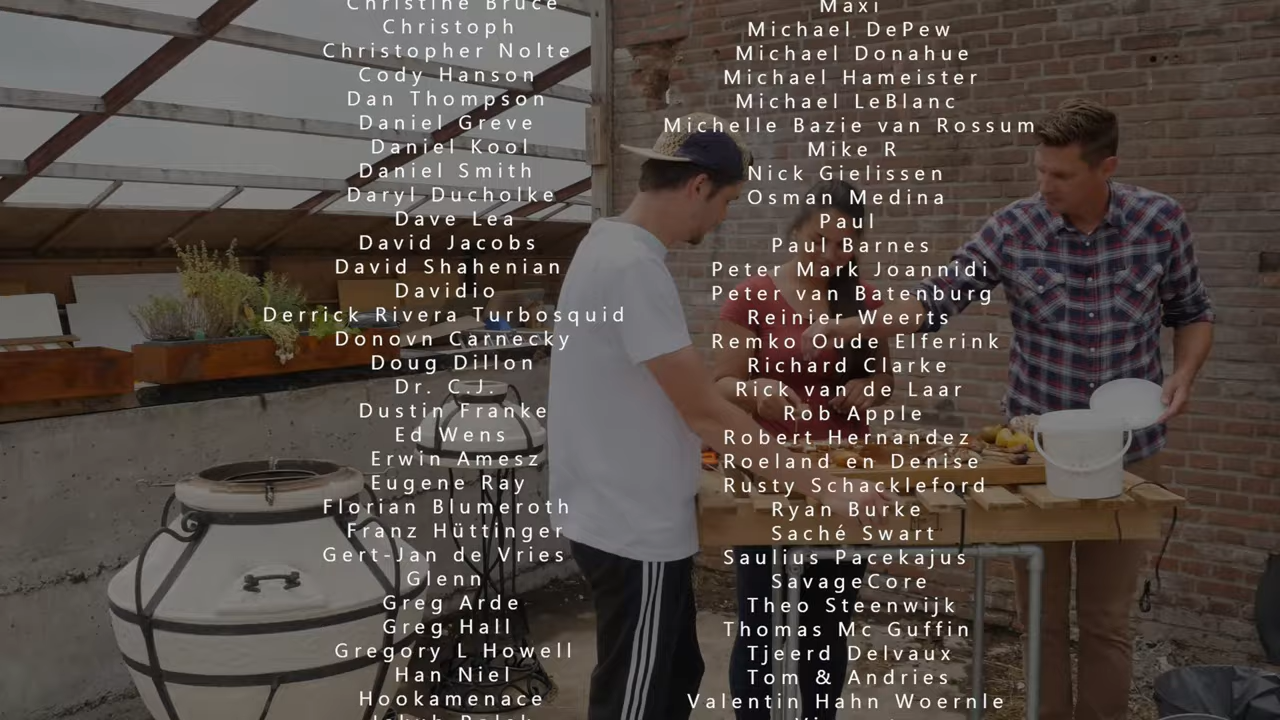 Christine Bruce
Christoph
Christopher Nolte
Cody Hanson
Dan Thompson
Daniel Greve
Daniel Kool
Daniel Smith
Daryl Ducholke
Dave Lea
David Jacobs
David Shahenian
Davidio
Derrick Rivera Turbosquid
Donovn Carnecky
Doug Dillon
Dr. C.J.
Dustin Franke
Ed Wens
Erwin Amesz
Eugene Ray
Florian Blumeroth
Franz Hüttinger
Gert-Jan de Vries
Glenn
Greg Arde
Greg Hall
Gregory L Howell
Han Niel
Hookamenace
Maxi
Michael DePew
Michael Donahue
Michael Hameister
Michael LeBlanc
Michelle Bazie van Rossum
Mike R
Nick Gielissen
Osman Medina
Paul
Paul Barnes
Peter Mark Joannidi
Peter van Batenburg
Reinier Weerts
Remko Oude Elferink
Richard Clarke
Rick van de Laar
Rob Apple
Robert Hernandez
Roeland en Denise
Rusty Schackleford
Ryan Burke
Saché Swart
Saulius Pacekajus
SavageCore
Theo Steenwijk
Thomas Mc Guffin
Tjeerd Delvaux
Tom & Andries
Valentin Hahn Woernle